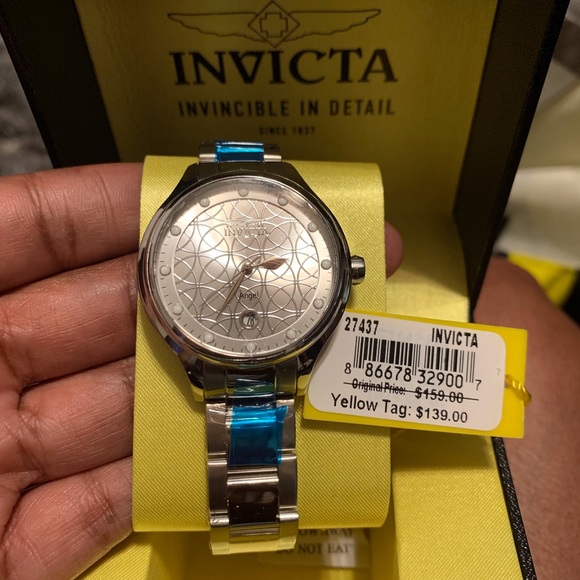 INVICTA
INVINCIBLE IN DETAIL
SINCE 1837
INVICTA
Angel
27437 INVICTA
8 86678 32900 7
Original Price: $159.00
Yellow Tag: $139.00
DO NOT EAT